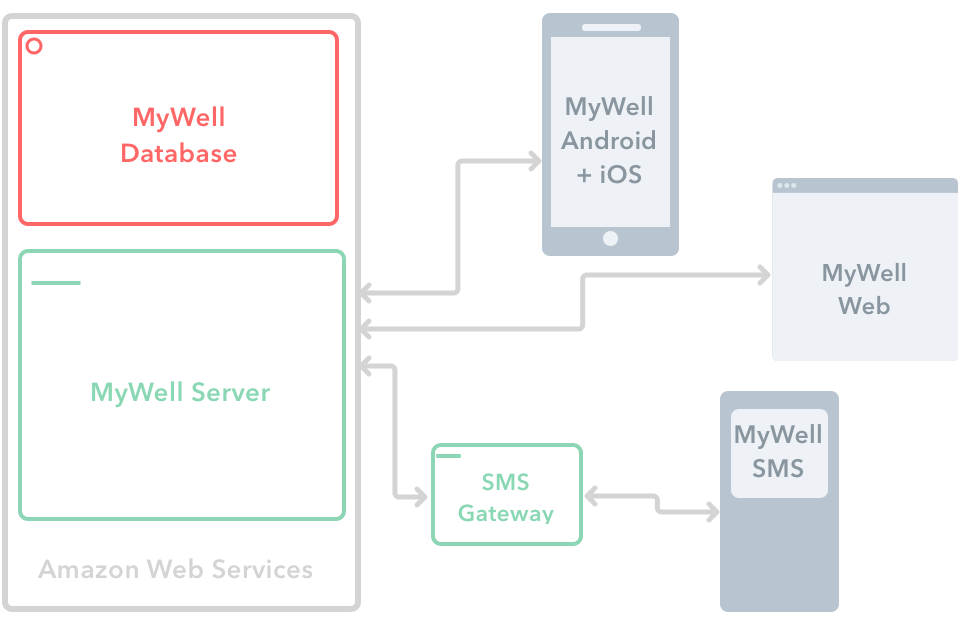 MyWell
Database
MyWell Server
Amazon Web Services
MyWell
Android
+ iOS
MyWell
Web
SMS
Gateway
MyWell
SMS